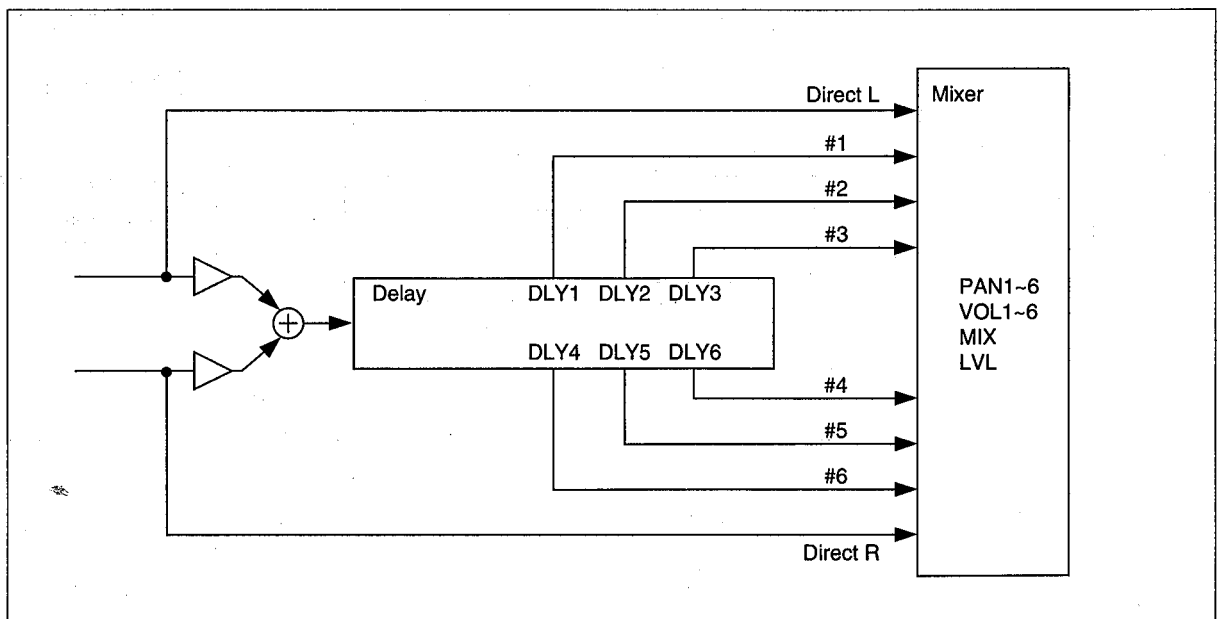 Direct L
Mixer
#1
#2
#3
Delay
DLY1 DLY2 DLY3
DLY4 DLY5 DLY6
PAN1~6
VOL1~6
MIX
LVL
#4
#5
#6
Direct R